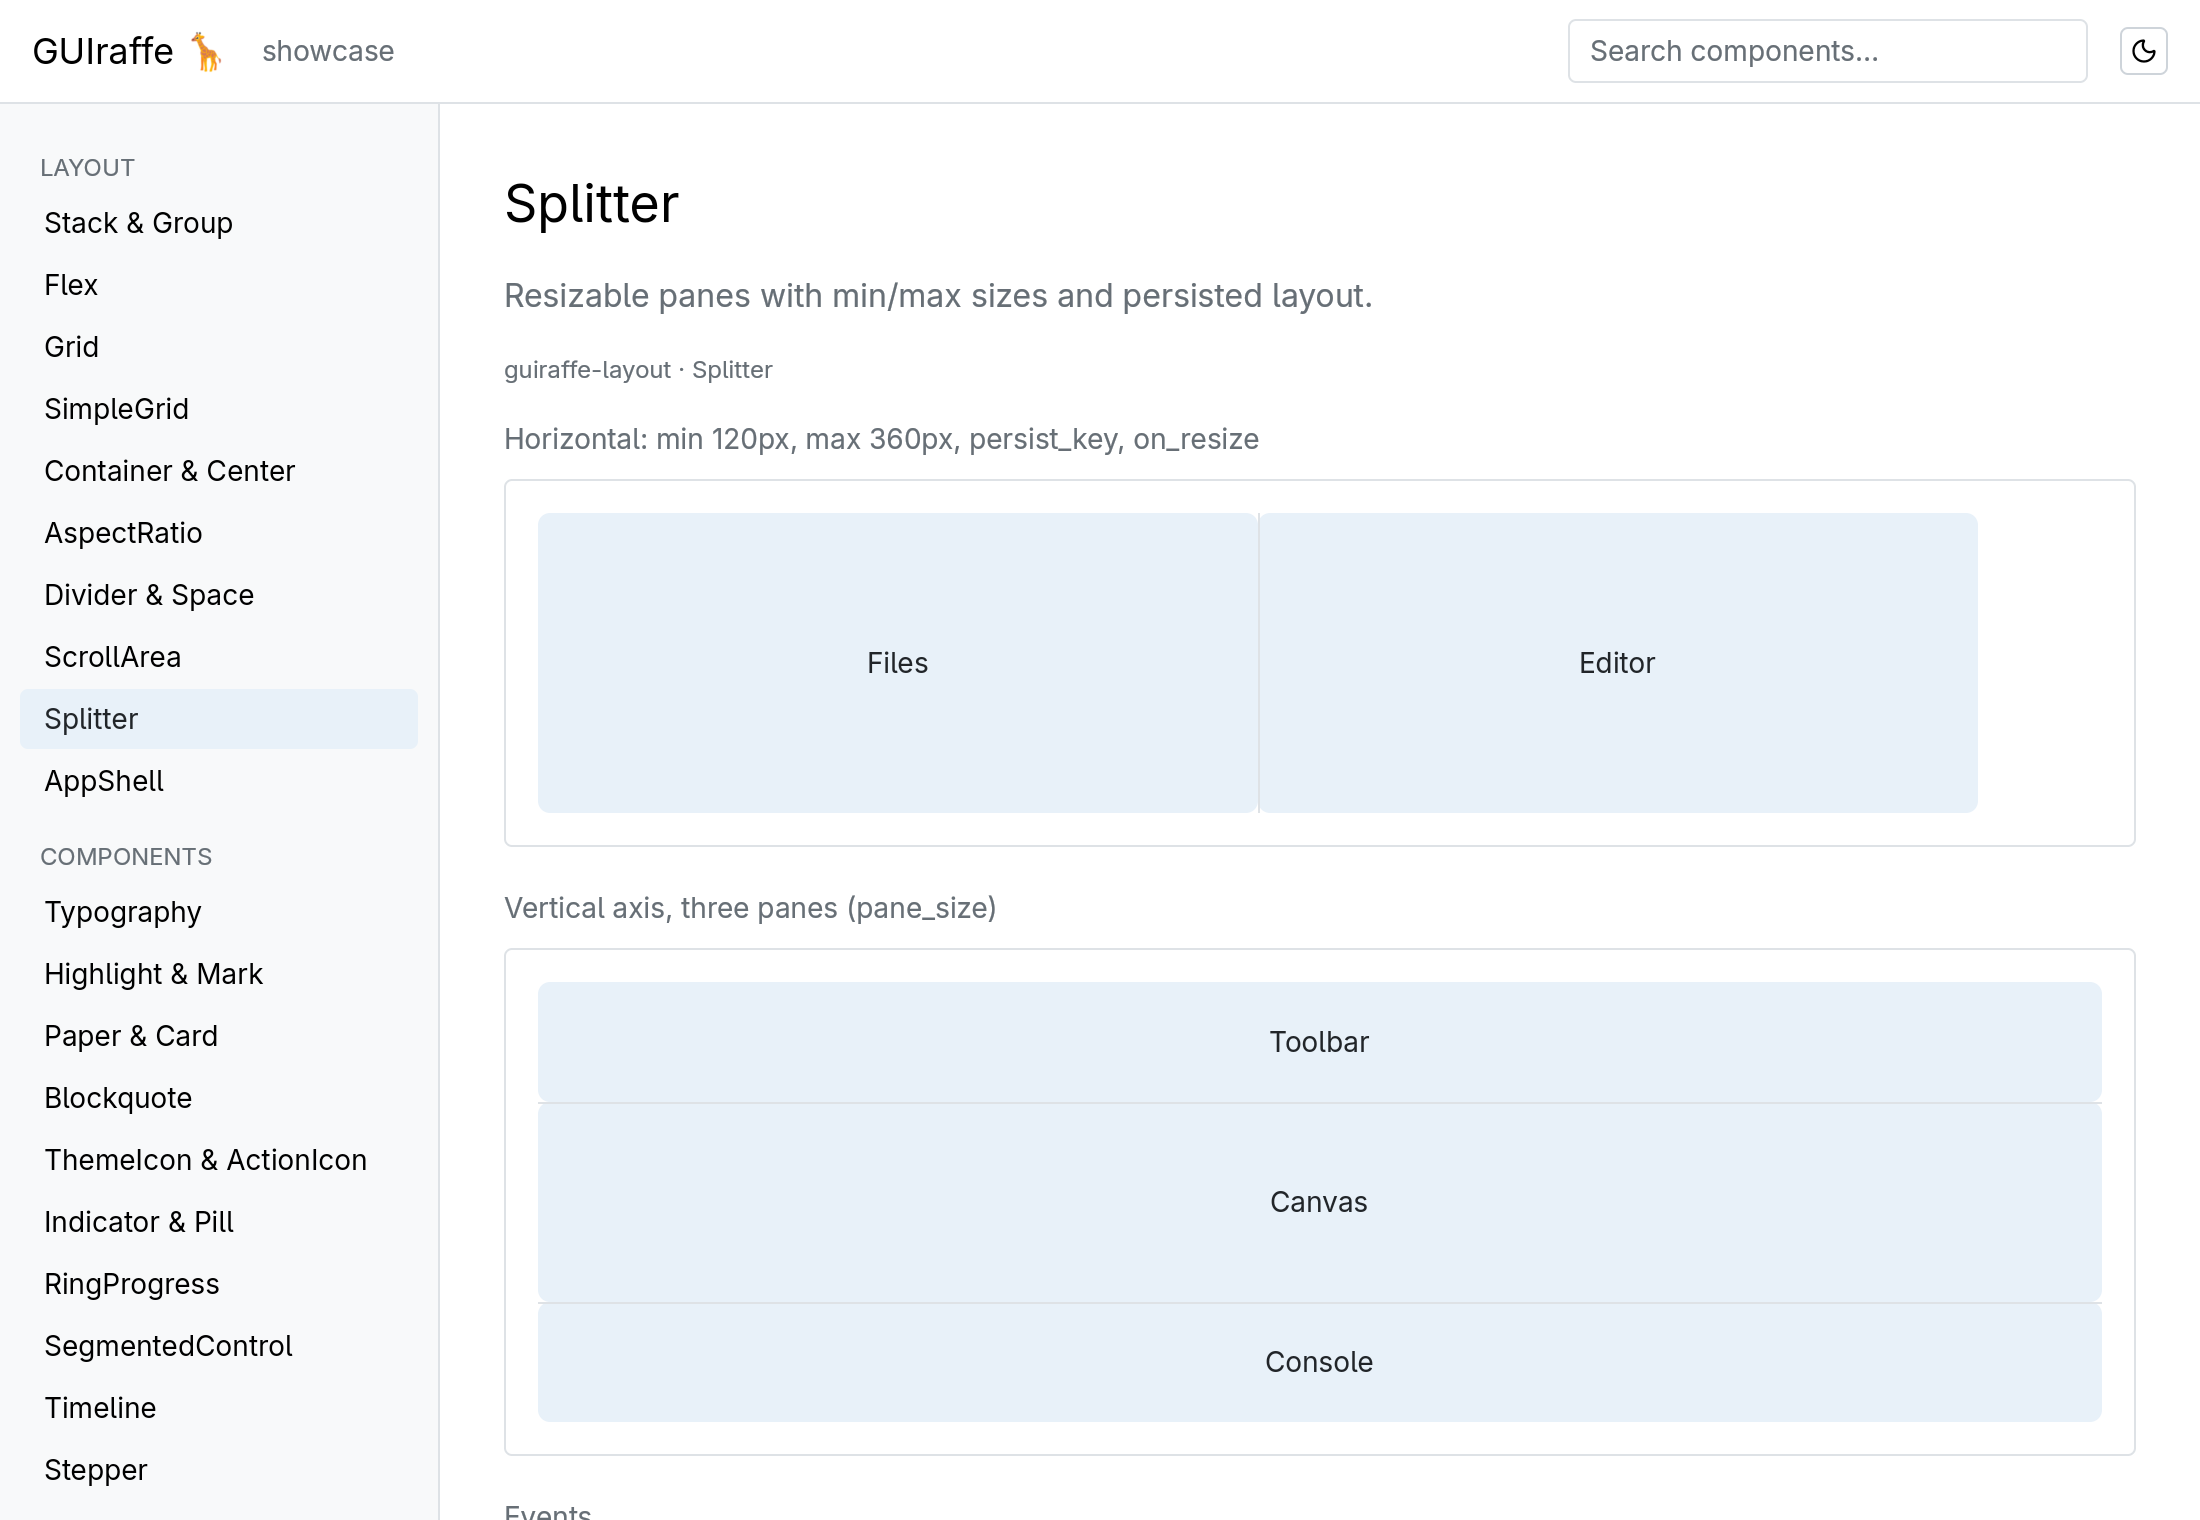 GUIraffe 🦒 showcase Search components...
LAYOUT
Stack & Group
Flex
Grid
SimpleGrid
Container & Center
AspectRatio
Divider & Space
ScrollArea
Splitter
AppShell
COMPONENTS
Typography
Highlight & Mark
Paper & Card
Blockquote
ThemeIcon & ActionIcon
Indicator & Pill
RingProgress
SegmentedControl
Timeline
Stepper
Splitter
Resizable panes with min/max sizes and persisted layout.
guiraffe-layout · Splitter
Horizontal: min 120px, max 360px, persist_key, on_resize
Files Editor
Vertical axis, three panes (pane_size)
Toolbar
Canvas
Console
Events